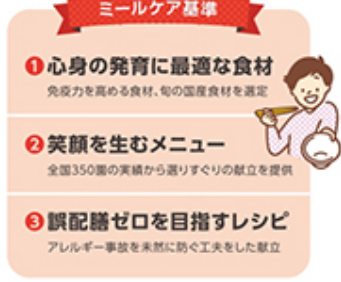 ミールケア基準
1 心身の発育に最適な食材
免疫力を高める食材、旬の国産食材を選定
2 笑顔を生むメニュー
全国350園の実績から選りすぐりの献立を提供
3 誤配膳ゼロを目指すレシピ
アレルギー事故を未然に防ぐ工夫をした献立